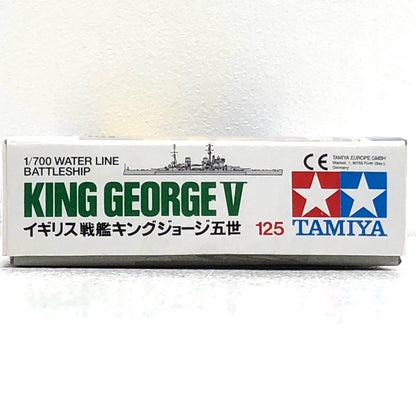 1/700 WATER LINE
BATTLESHIP
KING GEORGE V
イギリス戦艦キングジョージ五世 125
CE TAMIYA EUROPE GMBH
Germany
TAMIYA